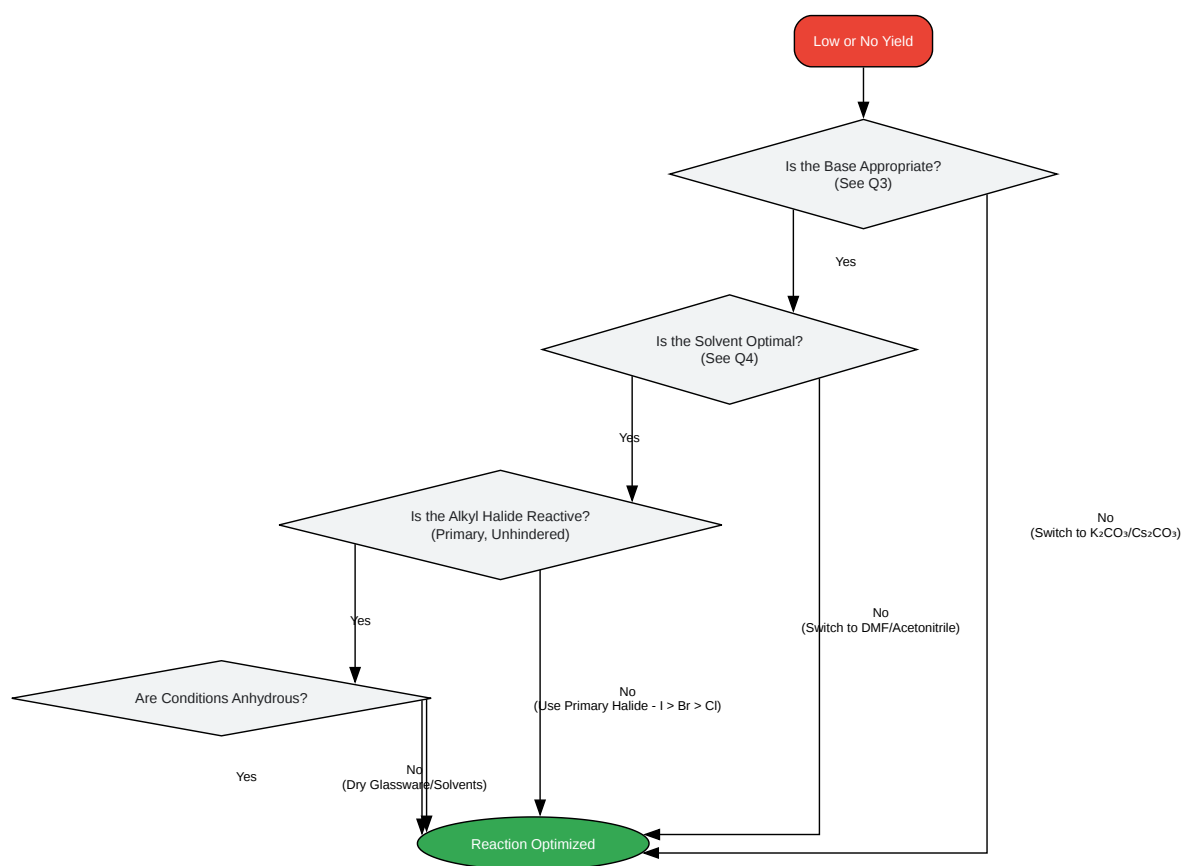 Low or No Yield
Is the Base Appropriate?
(See Q3)
Yes
Is the Solvent Optimal?
(See Q4)
Yes
Is the Alkyl Halide Reactive?
(Primary, Unhindered)
No
(Switch to K₂CO₃/Cs₂CO₃)
Yes
No
(Switch to DMF/Acetonitrile)
Are Conditions Anhydrous?
No
(Use Primary Halide - I > Br > Cl)
Yes
No
(Dry Glassware/Solvents)
Reaction Optimized